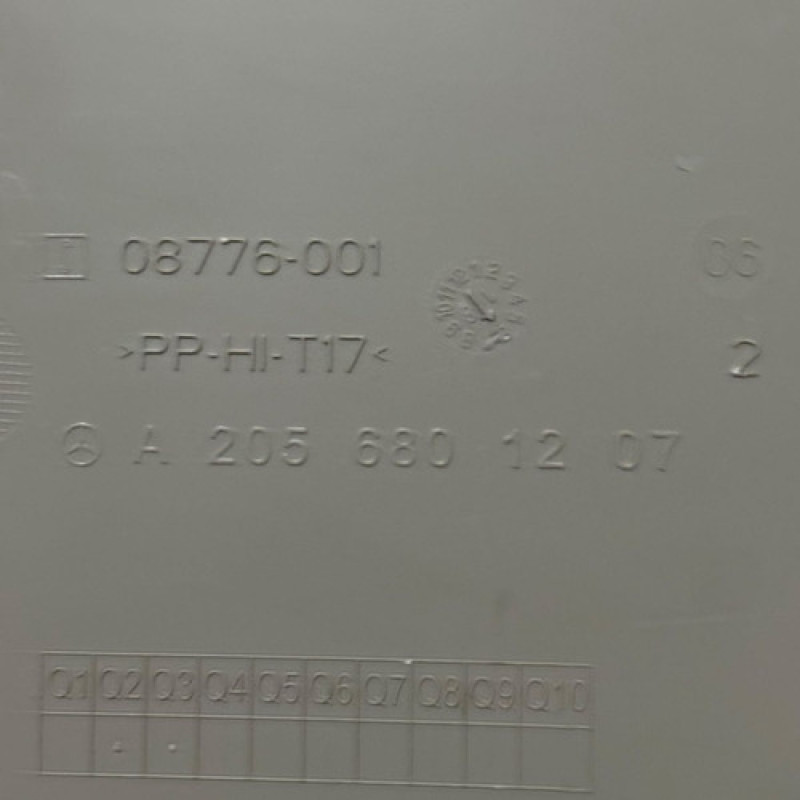 08776-001
>PP-HI-T17<
2
A 205 680 12 07
Q1 Q2 Q3 Q4 Q5 Q6 Q7 Q8 Q9 Q10